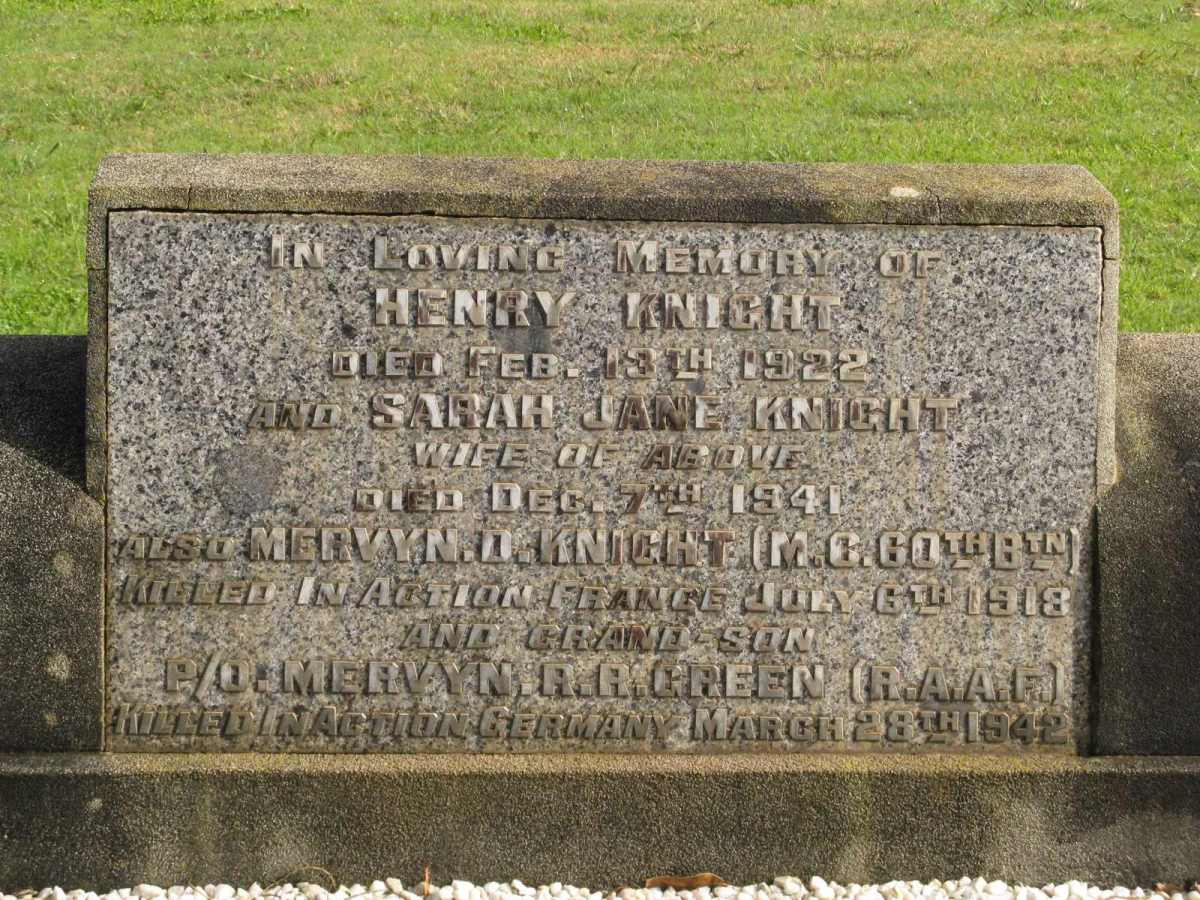 In Loving Memory of
HENRY KNIGHT
DIED FEB. 13TH 1922
AND SARAH JANE KNIGHT
WIFE OF ABOVE
DIED DEC. 7TH 1941
ALSO MERVYN.D.KNIGHT (M.C.60TH BTN)
KILLED IN ACTION FRANCE JULY 6TH 1918
AND GRAND-SON
P/O. MERVYN.R.R.GREEN (R.A.A.F.)
KILLED IN ACTION GERMANY MARCH 28TH 1942